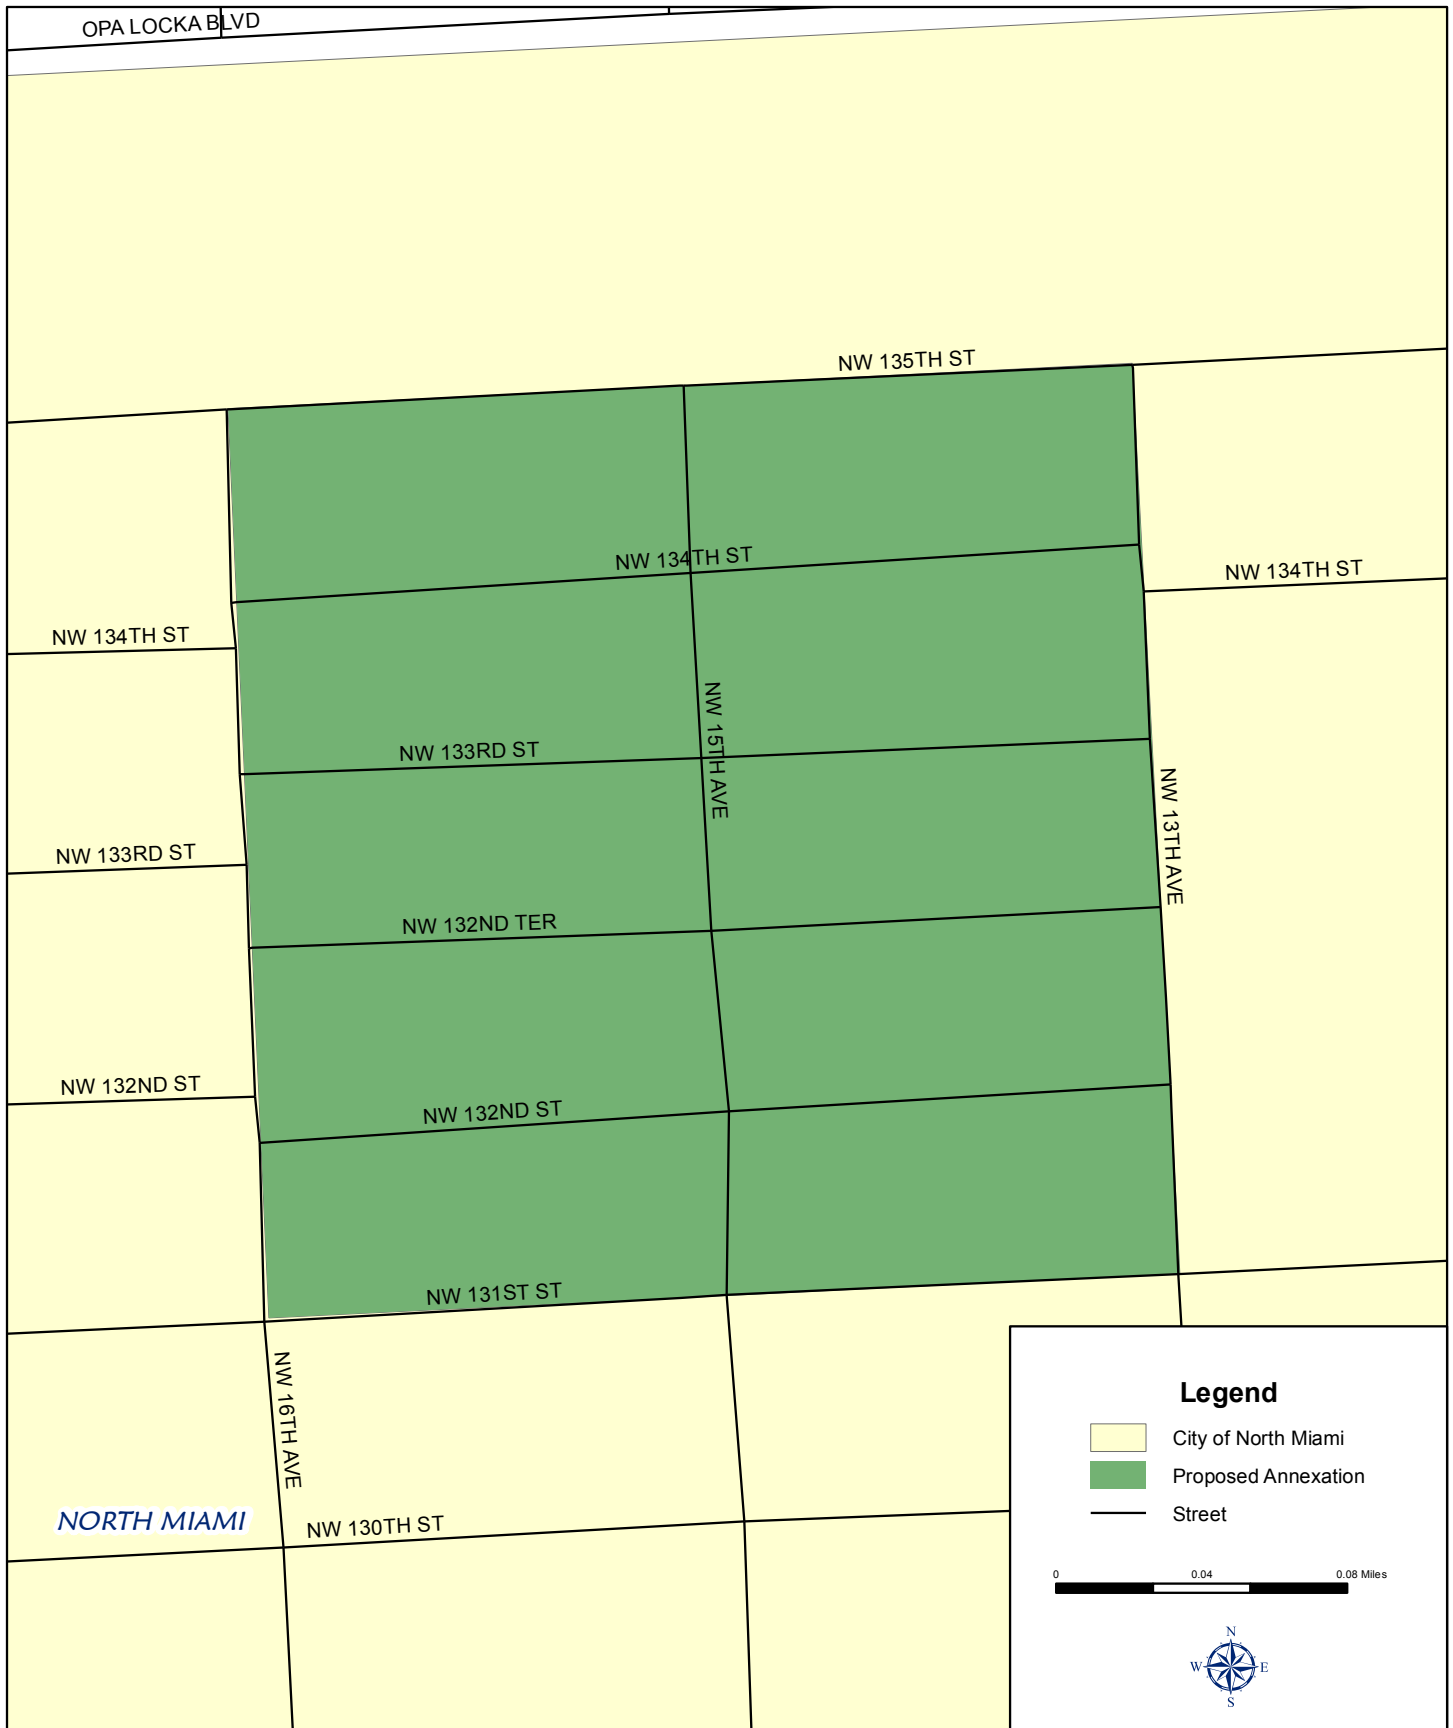 OPA LOCKA BLVD
NW 135TH ST
NW 134TH ST
NW 134TH ST
NW 134TH ST
NW 15TH AVE
NW 133RD ST
NW 13TH AVE
NW 133RD ST
NW 132ND TER
NW 132ND ST
NW 132ND ST
NW 131ST ST
NW 16TH AVE
NORTH MIAMI
NW 130TH ST
Legend
City of North Miami
Proposed Annexation
Street
0 0.04 0.08 Miles
N
W E
S